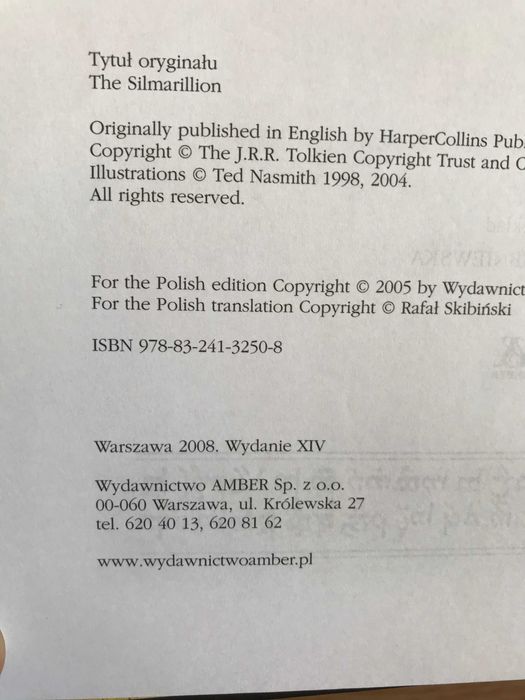 Tytuł oryginału
The Silmarillion
Originally published in English by HarperCollins Pub
Copyright © The J.R.R. Tolkien Copyright Trust and C
Illustrations © Ted Nasmith 1998, 2004.
All rights reserved.
For the Polish edition Copyright © 2005 by Wydawnict
For the Polish translation Copyright © Rafał Skibiński
ISBN 978-83-241-3250-8
Warszawa 2008. Wydanie XIV
Wydawnictwo AMBER Sp. z o.o.
00-060 Warszawa, ul. Królewska 27
tel. 620 40 13, 620 81 62
www.wydawnictwoamber.pl